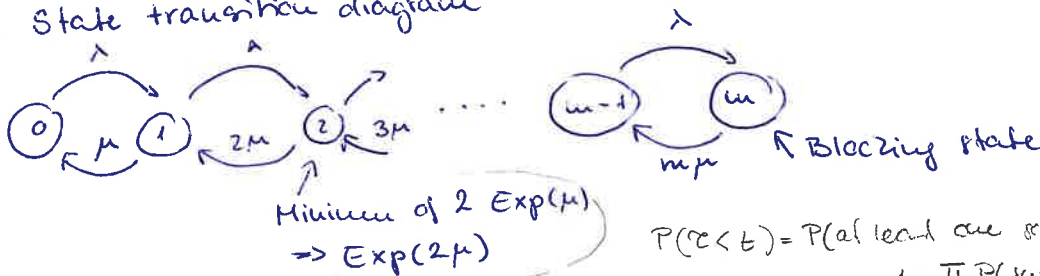 State transition diagram
λ λ λ
0 1 2 .... m-1 m
μ 2μ 3μ mμ
Bloczing state
Minimum of 2 Exp(μ)
=> Exp(2μ)
P(τ<t) = P(at least one